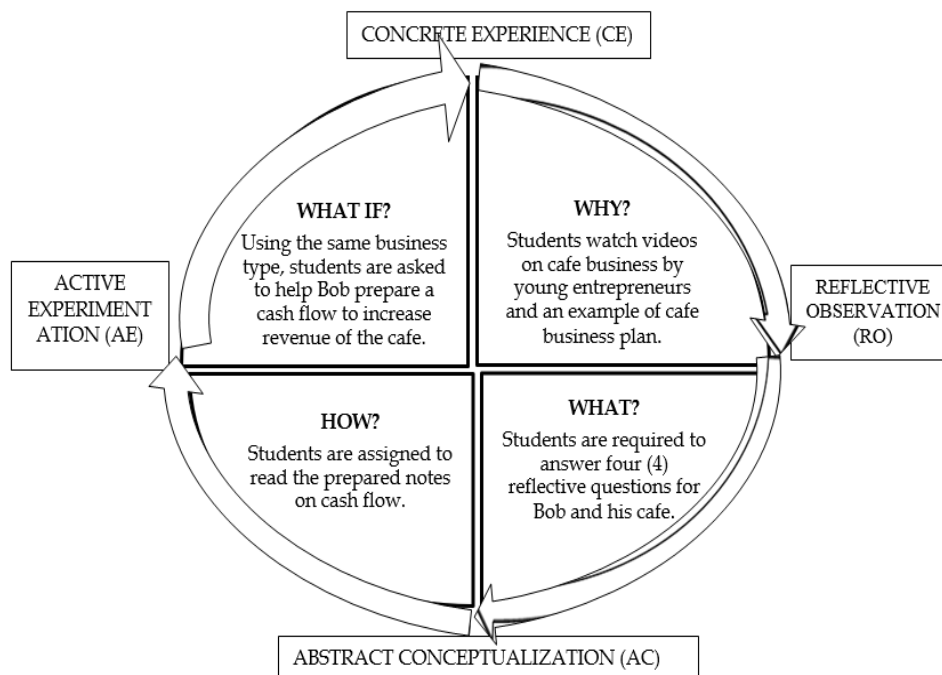 CONCRETE EXPERIENCE (CE)
WHAT IF?
Using the same business
type, students are asked
to help Bob prepare a
cash flow to increase
revenue of the cafe.
WHY?
Students watch videos
on cafe business by
young entrepreneurs
and an example of cafe
business plan.
ACTIVE
EXPERIMENT
ATION (AE)
REFLECTIVE
OBSERVATION
(RO)
HOW?
Students are assigned to
read the prepared notes
on cash flow.
WHAT?
Students are required to
answer four (4)
reflective questions for
Bob and his cafe.
ABSTRACT CONCEPTUALIZATION (AC)